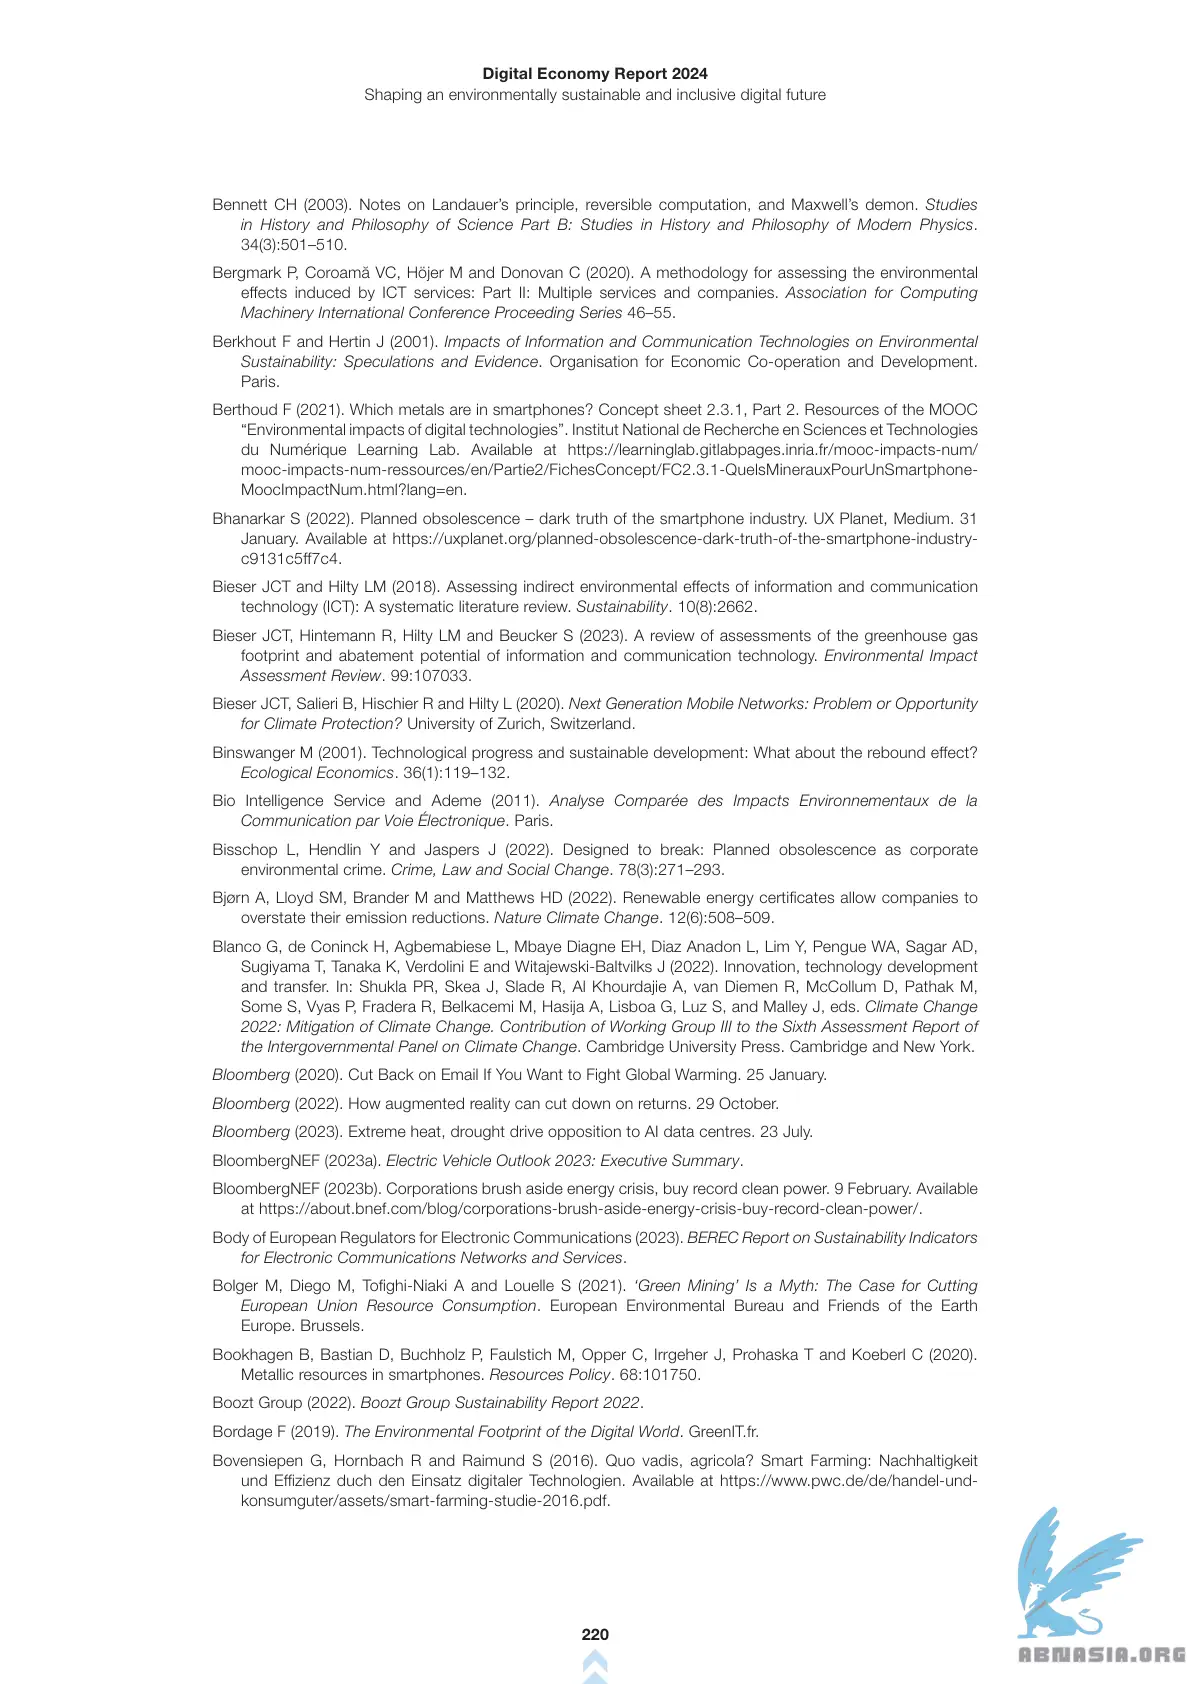 Digital Economy Report 2024
Shaping an environmentally sustainable and inclusive digital future
Bennett CH (2003). Notes on Landauer’s principle, reversible computation, and Maxwell’s demon. Studies
in History and Philosophy of Science Part B: Studies in History and Philosophy of Modern Physics.
34(3):501–510.
Bergmark P, Coroamă VC, Höjer M and Donovan C (2020). A methodology for assessing the environmental
effects induced by ICT services: Part II: Multiple services and companies. Association for Computing
Machinery International Conference Proceeding Series 46–55.
Berkhout F and Hertin J (2001). Impacts of Information and Communication Technologies on Environmental
Sustainability: Speculations and Evidence. Organisation for Economic Co-operation and Development.
Paris.
Berthoud F (2021). Which metals are in smartphones? Concept sheet 2.3.1, Part 2. Resources of the MOOC
“Environmental impacts of digital technologies”. Institut National de Recherche en Sciences et Technologies
du Numérique Learning Lab. Available at https://learninglab.gitlabpages.inria.fr/mooc-impacts-num/
mooc-impacts-num-ressources/en/Partie2/FichesConcept/FC2.3.1-QuelsMinerauxPourUnSmartphone-
MoocImpactNum.html?lang=en.
Bhanarkar S (2022). Planned obsolescence – dark truth of the smartphone industry. UX Planet, Medium. 31
January. Available at https://uxplanet.org/planned-obsolescence-dark-truth-of-the-smartphone-industry-
c9131c5ff7c4.
Bieser JCT and Hilty LM (2018). Assessing indirect environmental effects of information and communication
technology (ICT): A systematic literature review. Sustainability. 10(8):2662.
Bieser JCT, Hintemann R, Hilty LM and Beucker S (2023). A review of assessments of the greenhouse gas
footprint and abatement potential of information and communication technology. Environmental Impact
Assessment Review. 99:107033.
Bieser JCT, Salieri B, Hischier R and Hilty L (2020). Next Generation Mobile Networks: Problem or Opportunity
for Climate Protection? University of Zurich, Switzerland.
Binswanger M (2001). Technological progress and sustainable development: What about the rebound effect?
Ecological Economics. 36(1):119–132.
Bio Intelligence Service and Ademe (2011). Analyse Comparée des Impacts Environnementaux de la
Communication par Voie Électronique. Paris.
Bisschop L, Hendlin Y and Jaspers J (2022). Designed to break: Planned obsolescence as corporate
environmental crime. Crime, Law and Social Change. 78(3):271–293.
Bjørn A, Lloyd SM, Brander M and Matthews HD (2022). Renewable energy certificates allow companies to
overstate their emission reductions. Nature Climate Change. 12(6):508–509.
Blanco G, de Coninck H, Agbemabiese L, Mbaye Diagne EH, Diaz Anadon L, Lim Y, Pengue WA, Sagar AD,
Sugiyama T, Tanaka K, Verdolini E and Witajewski-Baltvilks J (2022). Innovation, technology development
and transfer. In: Shukla PR, Skea J, Slade R, Al Khourdajie A, van Diemen R, McCollum D, Pathak M,
Some S, Vyas P, Fradera R, Belkacemi M, Hasija A, Lisboa G, Luz S, and Malley J, eds. Climate Change
2022: Mitigation of Climate Change. Contribution of Working Group III to the Sixth Assessment Report of
the Intergovernmental Panel on Climate Change. Cambridge University Press. Cambridge and New York.
Bloomberg (2020). Cut Back on Email If You Want to Fight Global Warming. 25 January.
Bloomberg (2022). How augmented reality can cut down on returns. 29 October.
Bloomberg (2023). Extreme heat, drought drive opposition to AI data centres. 23 July.
BloombergNEF (2023a). Electric Vehicle Outlook 2023: Executive Summary.
BloombergNEF (2023b). Corporations brush aside energy crisis, buy record clean power. 9 February. Available
at https://about.bnef.com/blog/corporations-brush-aside-energy-crisis-buy-record-clean-power/.
Body of European Regulators for Electronic Communications (2023). BEREC Report on Sustainability Indicators
for Electronic Communications Networks and Services.
Bolger M, Diego M, Tofighi-Niaki A and Louelle S (2021). ‘Green Mining’ Is a Myth: The Case for Cutting
European Union Resource Consumption. European Environmental Bureau and Friends of the Earth
Europe. Brussels.
Bookhagen B, Bastian D, Buchholz P, Faulstich M, Opper C, Irrgeher J, Prohaska T and Koeberl C (2020).
Metallic resources in smartphones. Resources Policy. 68:101750.
Boozt Group (2022). Boozt Group Sustainability Report 2022.
Bordage F (2019). The Environmental Footprint of the Digital World. GreenIT.fr.
Bovensiepen G, Hornbach R and Raimund S (2016). Quo vadis, agricola? Smart Farming: Nachhaltigkeit
und Effizienz duch den Einsatz digitaler Technologien. Available at https://www.pwc.de/de/handel-und-
konsumguter/assets/smart-farming-studie-2016.pdf.
220
ABNASIA.ORG